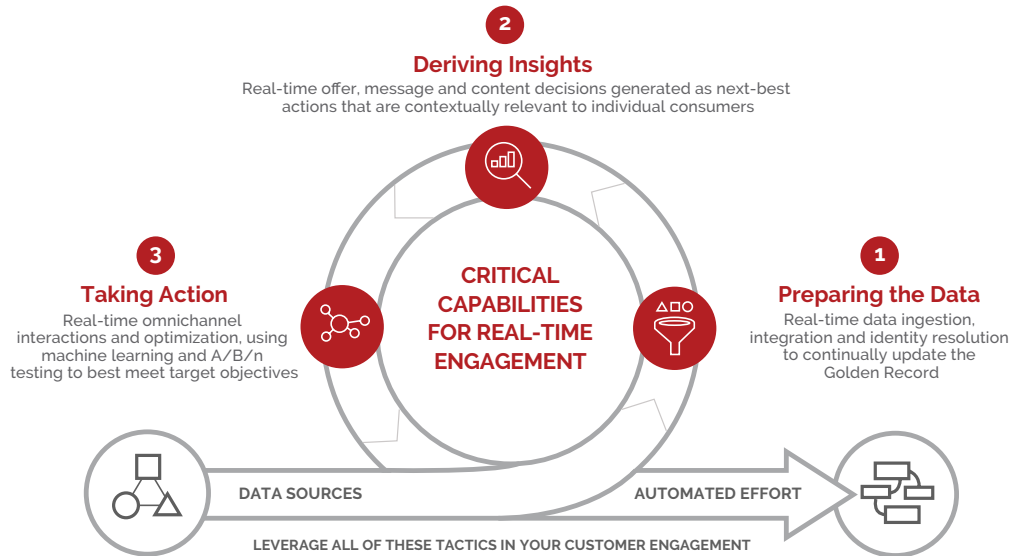 2
Deriving Insights
Real-time offer, message and content decisions generated as next-best
actions that are contextually relevant to individual consumers
3
Taking Action
Real-time omnichannel
interactions and optimization, using
machine learning and A/B/n
testing to best meet target objectives
CRITICAL
CAPABILITIES
FOR REAL-TIME
ENGAGEMENT
1
Preparing the Data
Real-time data ingestion,
integration and identity resolution
to continually update the
Golden Record
DATA SOURCES
AUTOMATED EFFORT
LEVERAGE ALL OF THESE TACTICS IN YOUR CUSTOMER ENGAGEMENT